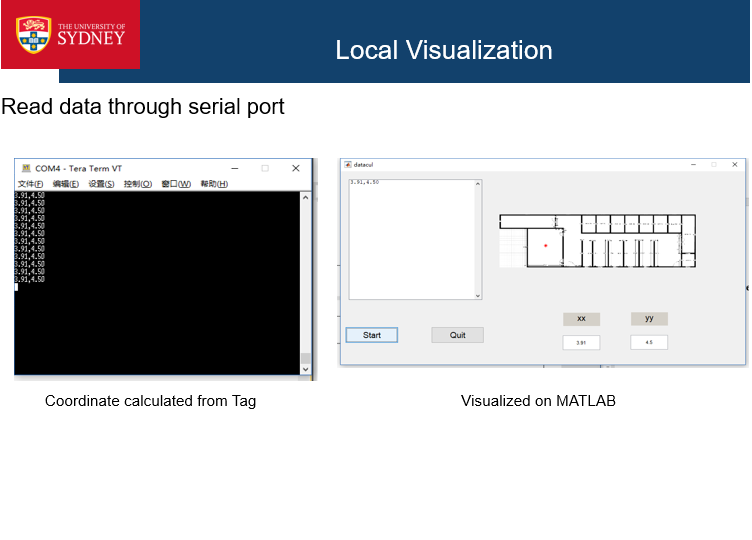 THE UNIVERSITY OF
SYDNEY
Local Visualization
Read data through serial port
COM4 - Tera Term VT
文件(F) 编辑(E) 设置(S) 控制(O) 窗口(W) 帮助(H)
3.91,4.50
3.91,4.50
3.91,4.50
3.91,4.50
3.91,4.50
3.91,4.50
3.91,4.50
3.91,4.50
3.91,4.50
3.91,4.50
3.91,4.50
3.91,4.50
datacul
3.91,4.50
Start
Quit
xx
yy
3.91
4.5
Coordinate calculated from Tag
Visualized on MATLAB